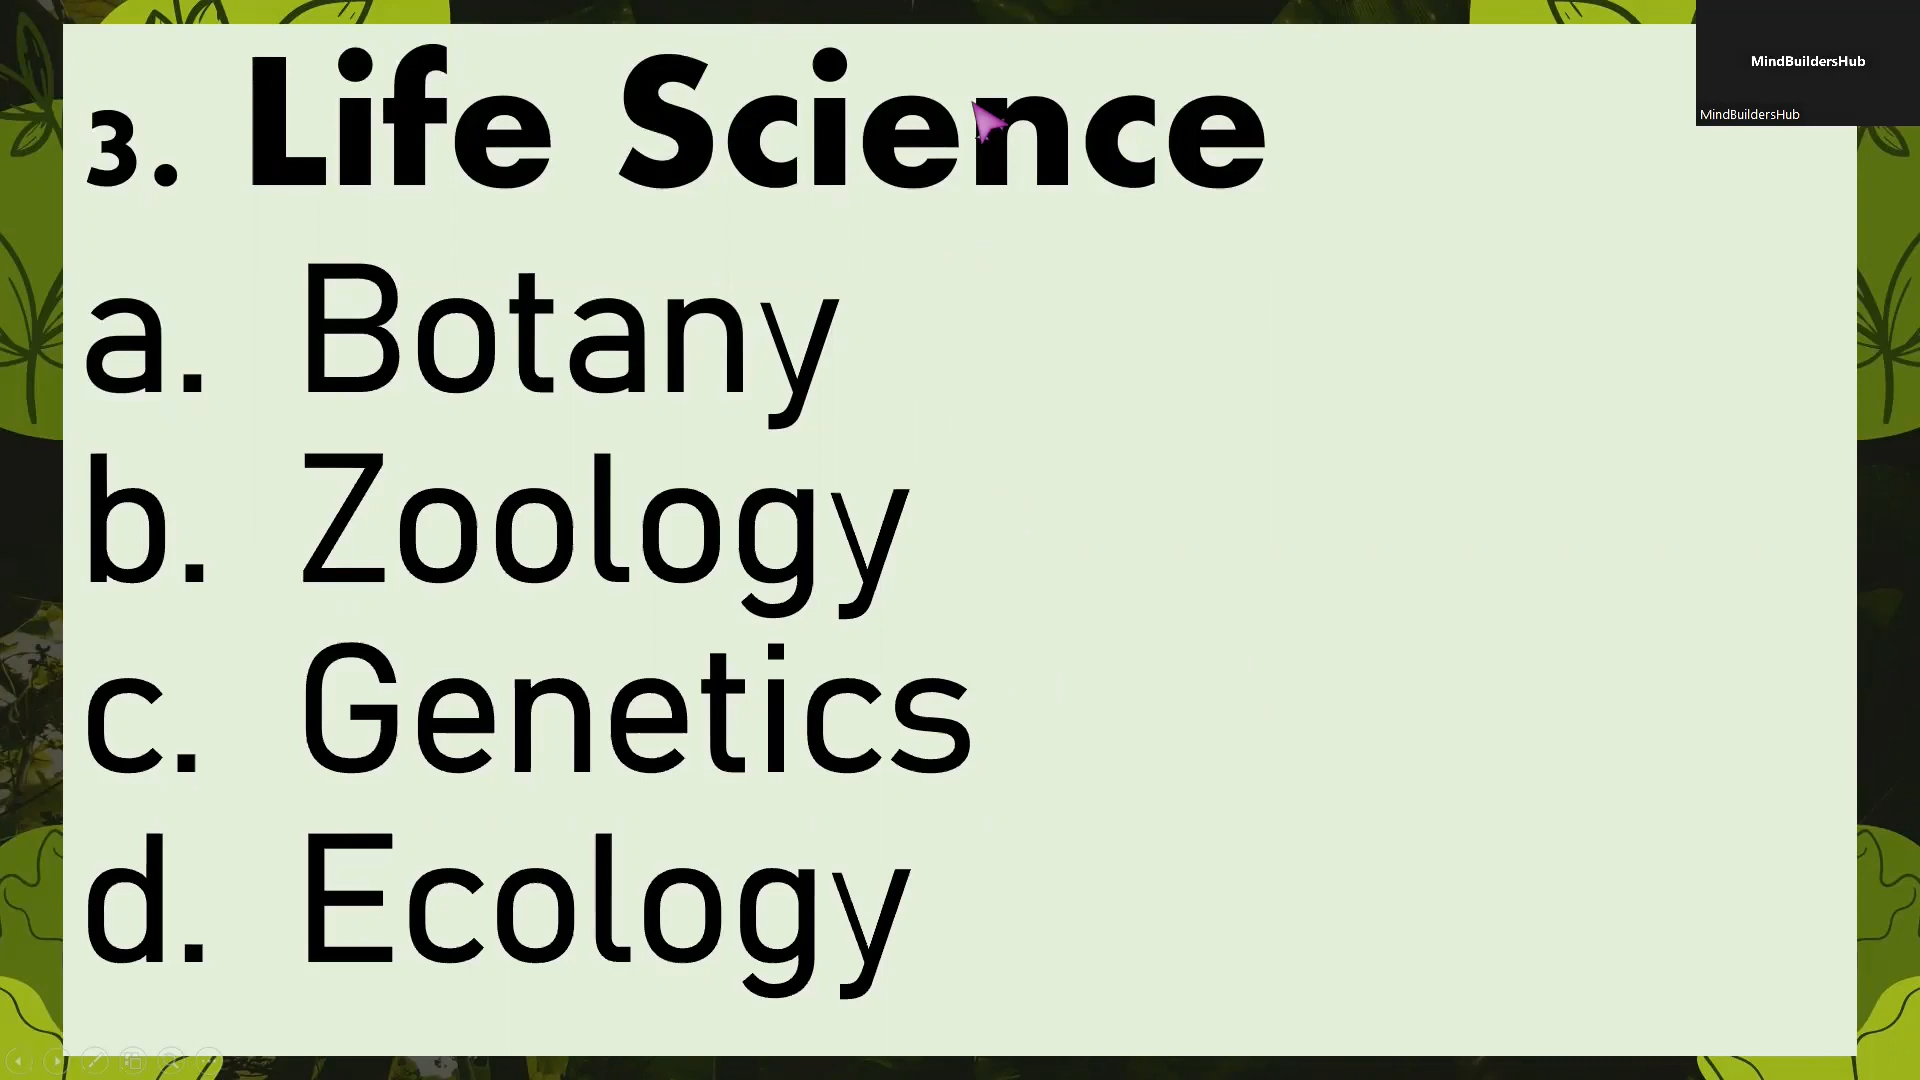 3. Life Science
a. Botany
b. Zoology
c. Genetics
d. Ecology
MindBuildersHub
MindBuildersHub